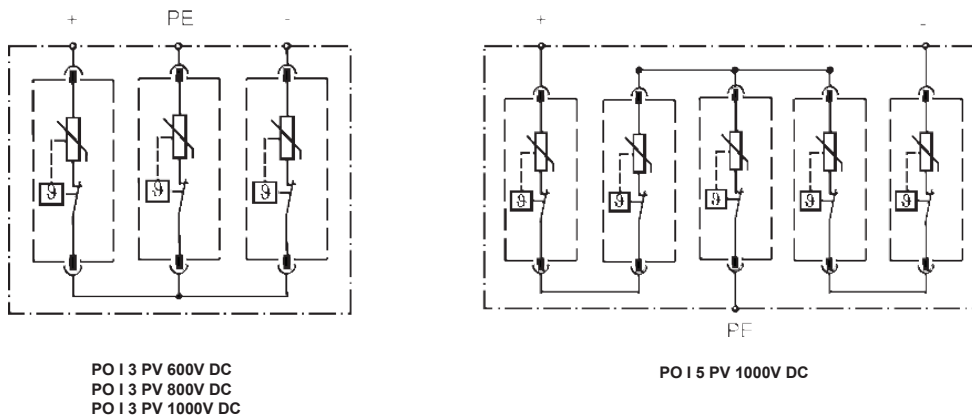 + PE -
ϑ ϑ ϑ
PO I 3 PV 600V DC
PO I 3 PV 800V DC
PO I 3 PV 1000V DC
+ -
ϑ ϑ ϑ ϑ ϑ
PE
PO I 5 PV 1000V DC